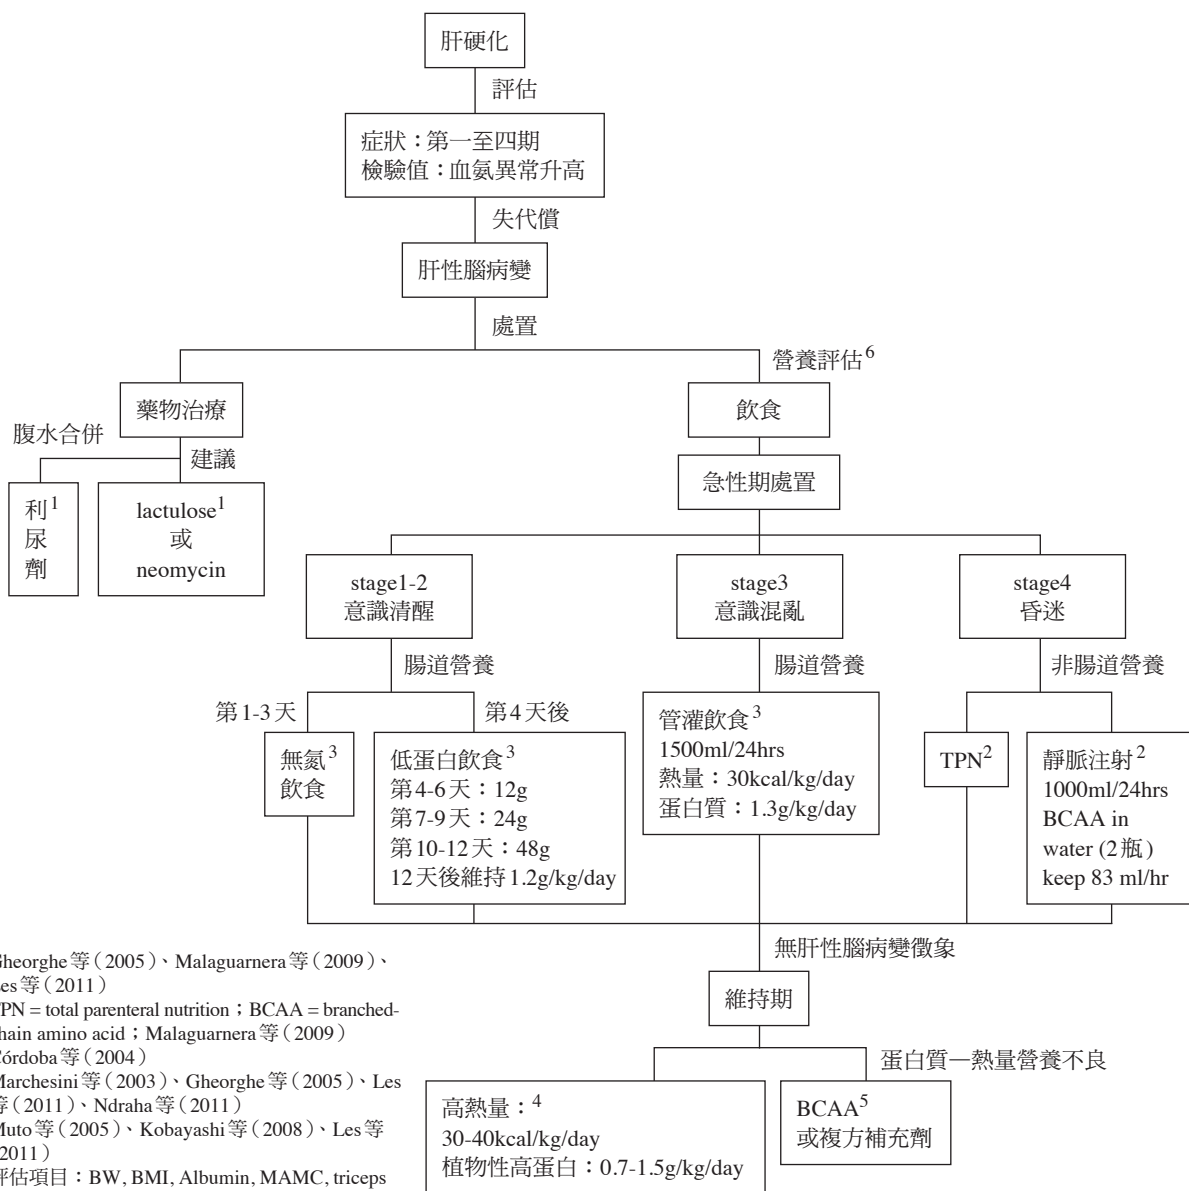 肝硬化
評估
症狀：第一至四期
檢驗值：血氨異常升高
失代償
肝性腦病變
處置
營養評估6
藥物治療
飲食
腹水合併
建議
急性期處置
利1
尿
劑
lactulose1
或
neomycin
stage1-2
意識清醒
stage3
意識混亂
stage4
昏迷
腸道營養
腸道營養
非腸道營養
第1-3天
第4天後
無氮3
飲食
低蛋白飲食3
第4-6天：12g
第7-9天：24g
第10-12天：48g
12天後維持1.2g/kg/day
管灌飲食3
1500ml/24hrs
熱量：30kcal/kg/day
蛋白質：1.3g/kg/day
TPN2
靜脈注射2
1000ml/24hrs
BCAA in
water (2瓶)
keep 83 ml/hr
無肝性腦病變徵象
維持期
蛋白質—熱量營養不良
高熱量：4
30-40kcal/kg/day
植物性高蛋白：0.7-1.5g/kg/day
BCAA5
或複方補充劑
Gheorghe等（2005）、Malaguarnera等（2009）、
Les等（2011）
TPN = total parenteral nutrition；BCAA = branched-
chain amino acid；Malaguarnera等（2009）
Córdoba等（2004）
Marchesini等（2003）、Gheorghe等（2005）、Les
等（2011）、Ndraha等（2011）
Muto等（2005）、Kobayashi等（2008）、Les等
2011）
評估項目：BW, BMI, Albumin, MAMC, triceps